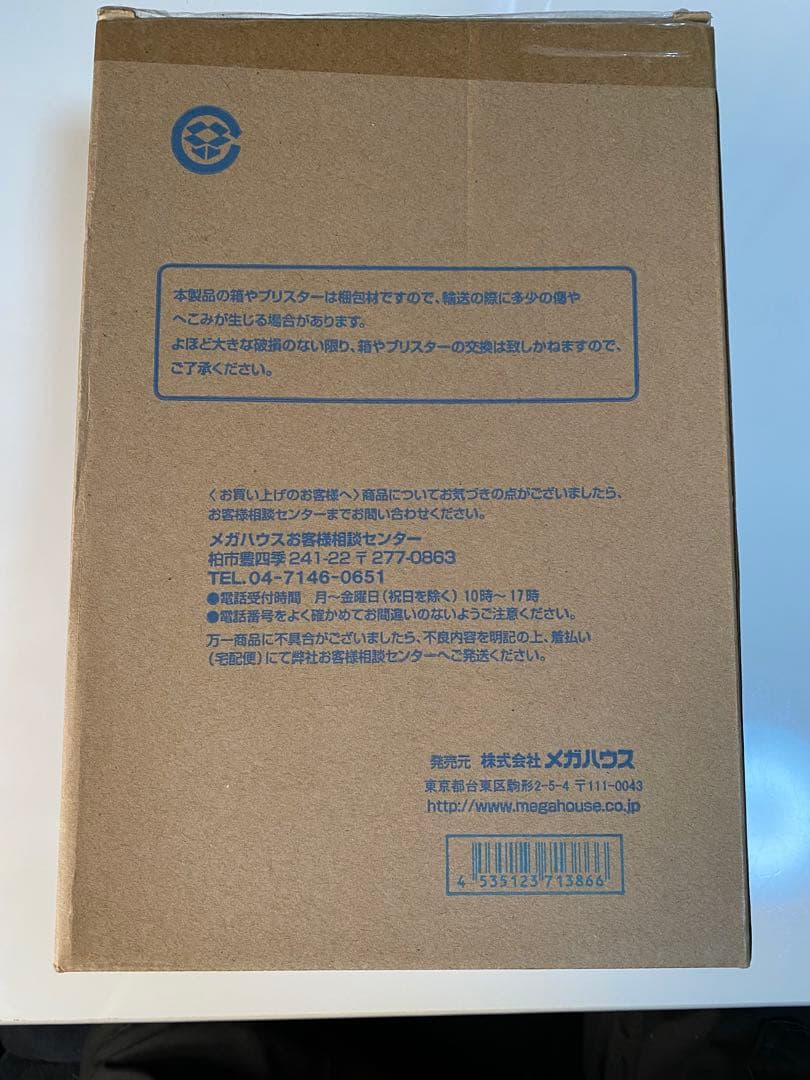 本製品の箱やブリスターは梱包材ですので、輸送の際に多少の傷や
へこみが生じる場合があります。
よほど大きな破損のない限り、箱やブリスターの交換は致しかねますので、
ご了承ください。
〈お買い上げのお客様へ〉商品についてお気づきの点がございましたら、
お客様相談センターまでお問い合わせください。
メガハウスお客様相談センター
柏市豊四季241-22 〒277-0863
TEL. 04-7146-0651
●電話受付時間 月～金曜日(祝日を除く) 10時～17時
●電話番号をよく確かめてお間違いのないようご注意ください。
万一商品に不具合がございましたら、不良内容を明記の上、着払い
(宅配便)にて弊社お客様相談センターへご発送ください。
発売元 株式会社 メガハウス
東京都台東区駒形2-5-4 〒111-0043
http://www.megahouse.co.jp
4 535123 713866